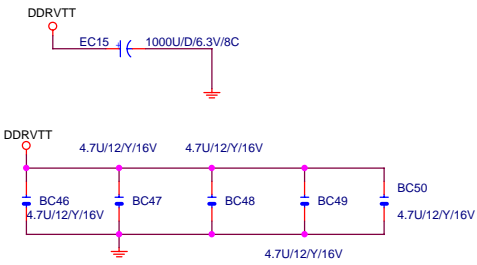 DDRVTT
EC15 + 1000U/D/6.3V/8C
DDRVTT
4.7U/12/Y/16V 4.7U/12/Y/16V
BC50
BC46 BC47 BC48 BC49
4.7U/12/Y/16V 4.7U/12/Y/16V
4.7U/12/Y/16V